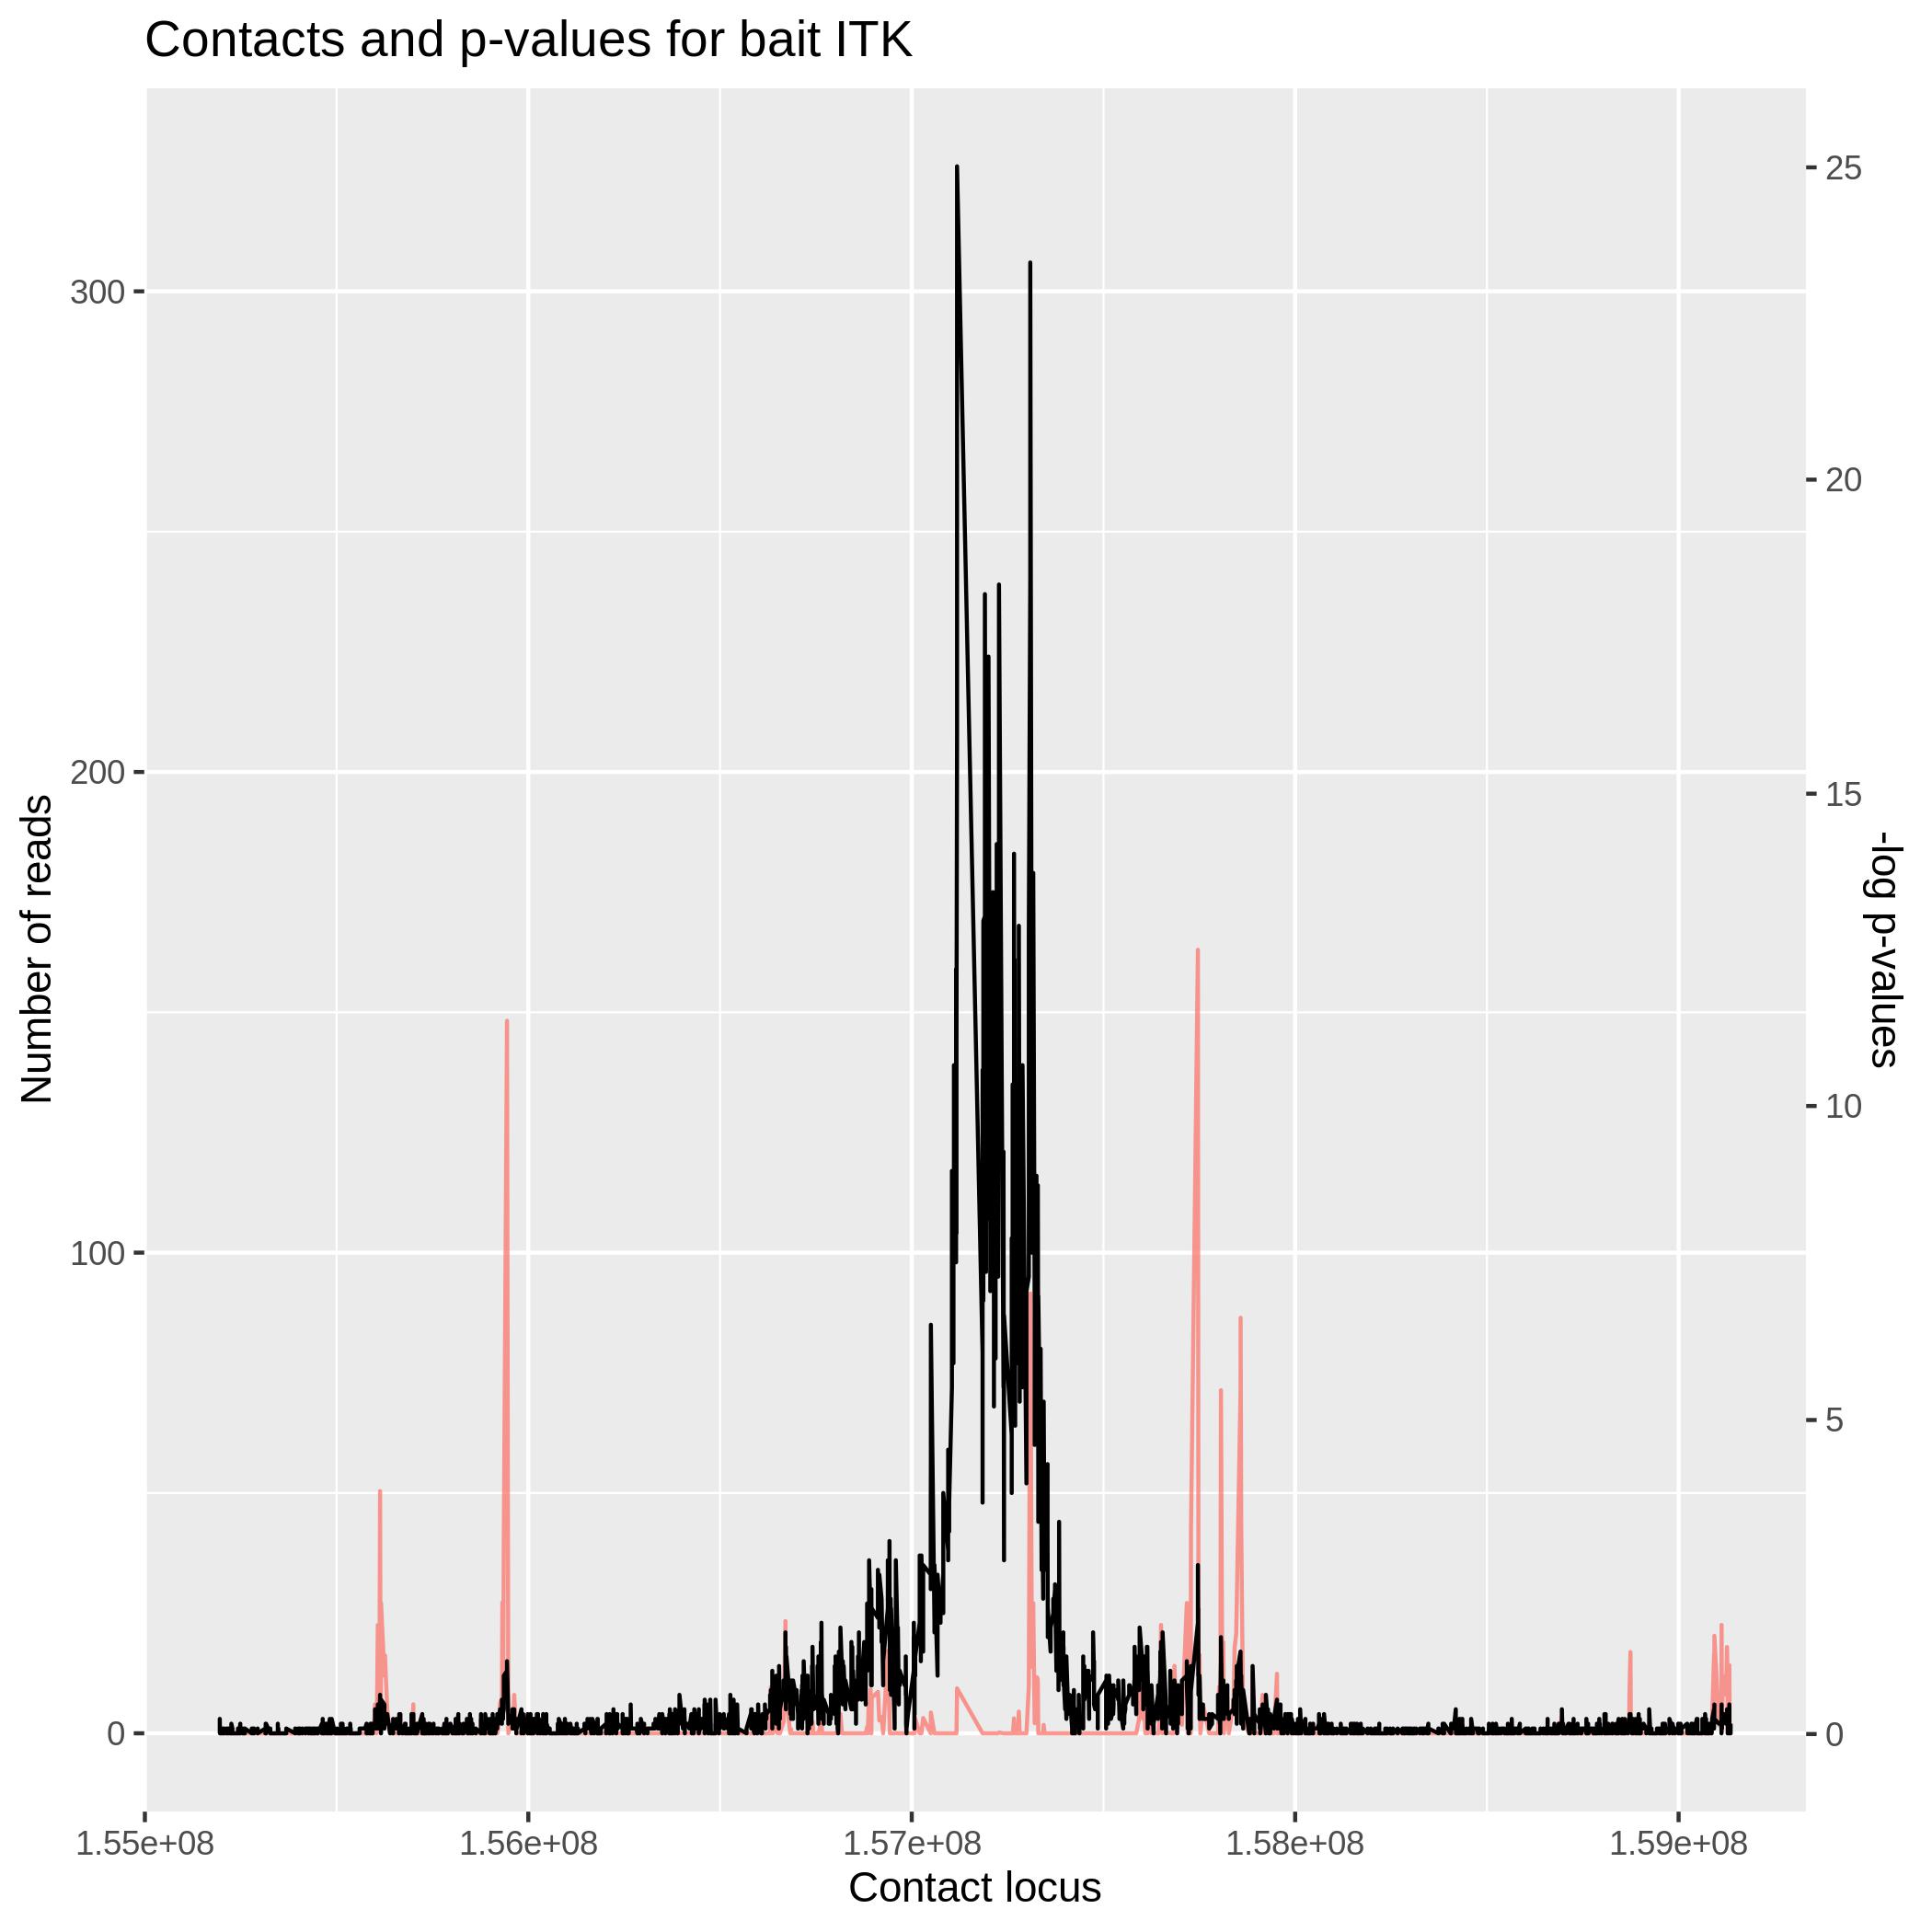 Contacts and p-values for bait ITK
Number of reads
300
200
100
0
25
20
15
10
5
0
-log p-values
1.55e+08 1.56e+08 1.57e+08 1.58e+08 1.59e+08
Contact locus